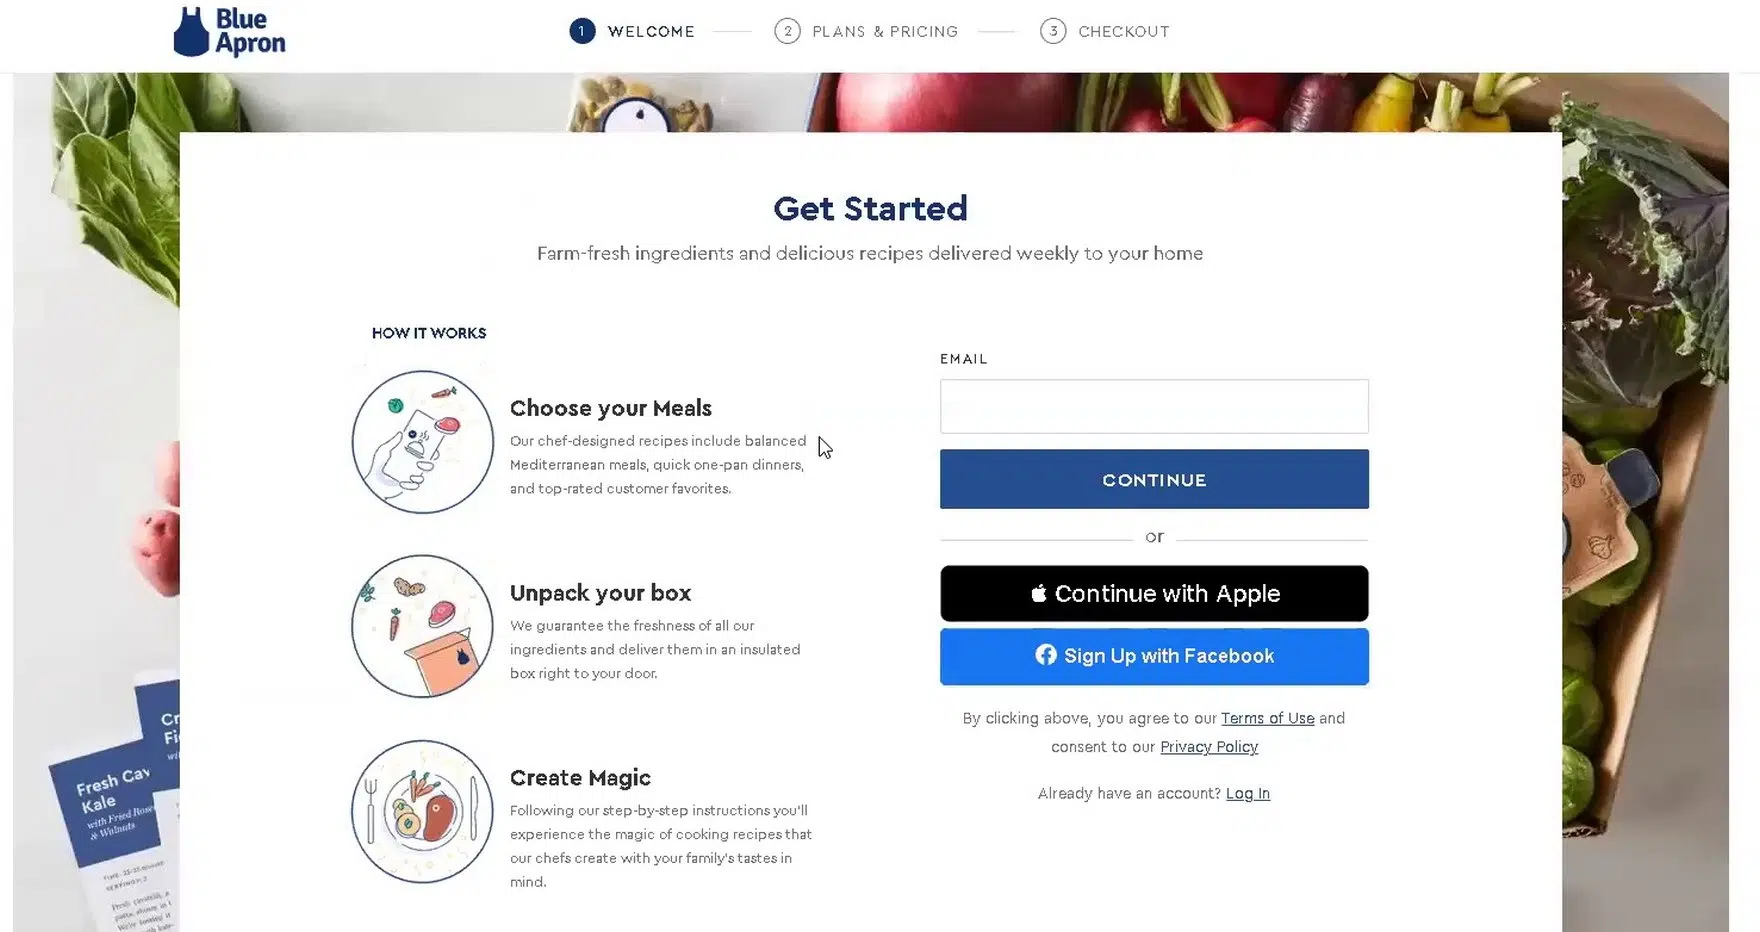 Blue
Apron
1 WELCOME
2 PLANS & PRICING
3 CHECKOUT
Get Started
Farm-fresh ingredients and delicious recipes delivered weekly to your home
HOW IT WORKS
Choose your Meals
Our chef-designed recipes include balanced
Mediterranean meals, quick one-pan dinners,
and top-rated customer favorites.
Unpack your box
We guarantee the freshness of all our
ingredients and deliver them in an insulated
box right to your door.
Create Magic
Following our step-by-step instructions you'll
experience the magic of cooking recipes that
our chefs create with your family's tastes in
mind.
EMAIL
CONTINUE
or
Continue with Apple
Sign Up with Facebook
By clicking above, you agree to our Terms of Use and
consent to our Privacy Policy
Already have an account? Log In
Cr
Fi
Fresh Cav
Kale
with Fried Rose
& Walnuts